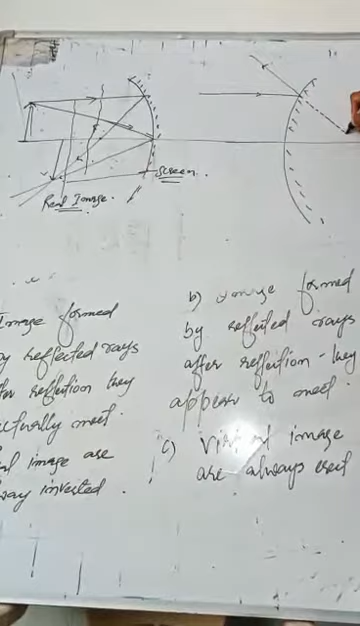 Screen.
Real Image.
Image formed
by reflected rays
after reflection they
actually meet.
image are
inverted.
b) Image formed
by reflected rays
after reflection - they
appear to meet.
c) Virtual image
are always erect